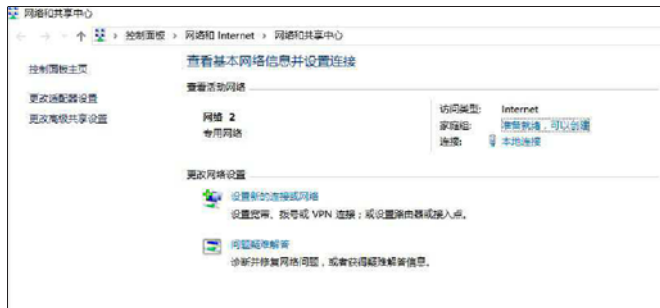 网络和共享中心
控制面板 > 网络和 Internet > 网络和共享中心
控制面板主页
更改适配器设置
更改高级共享设置
查看基本网络信息并设置连接
查看活动网络
网络 2
专用网络
访问类型: Internet
家庭组: 准备就绪，可以创建
连接: 本地连接
更改网络设置
设置新的连接或网络
设置宽带、拨号或 VPN 连接；或设置路由器或接入点。
问题疑难解答
诊断并修复网络问题，或者获得疑难解答信息。